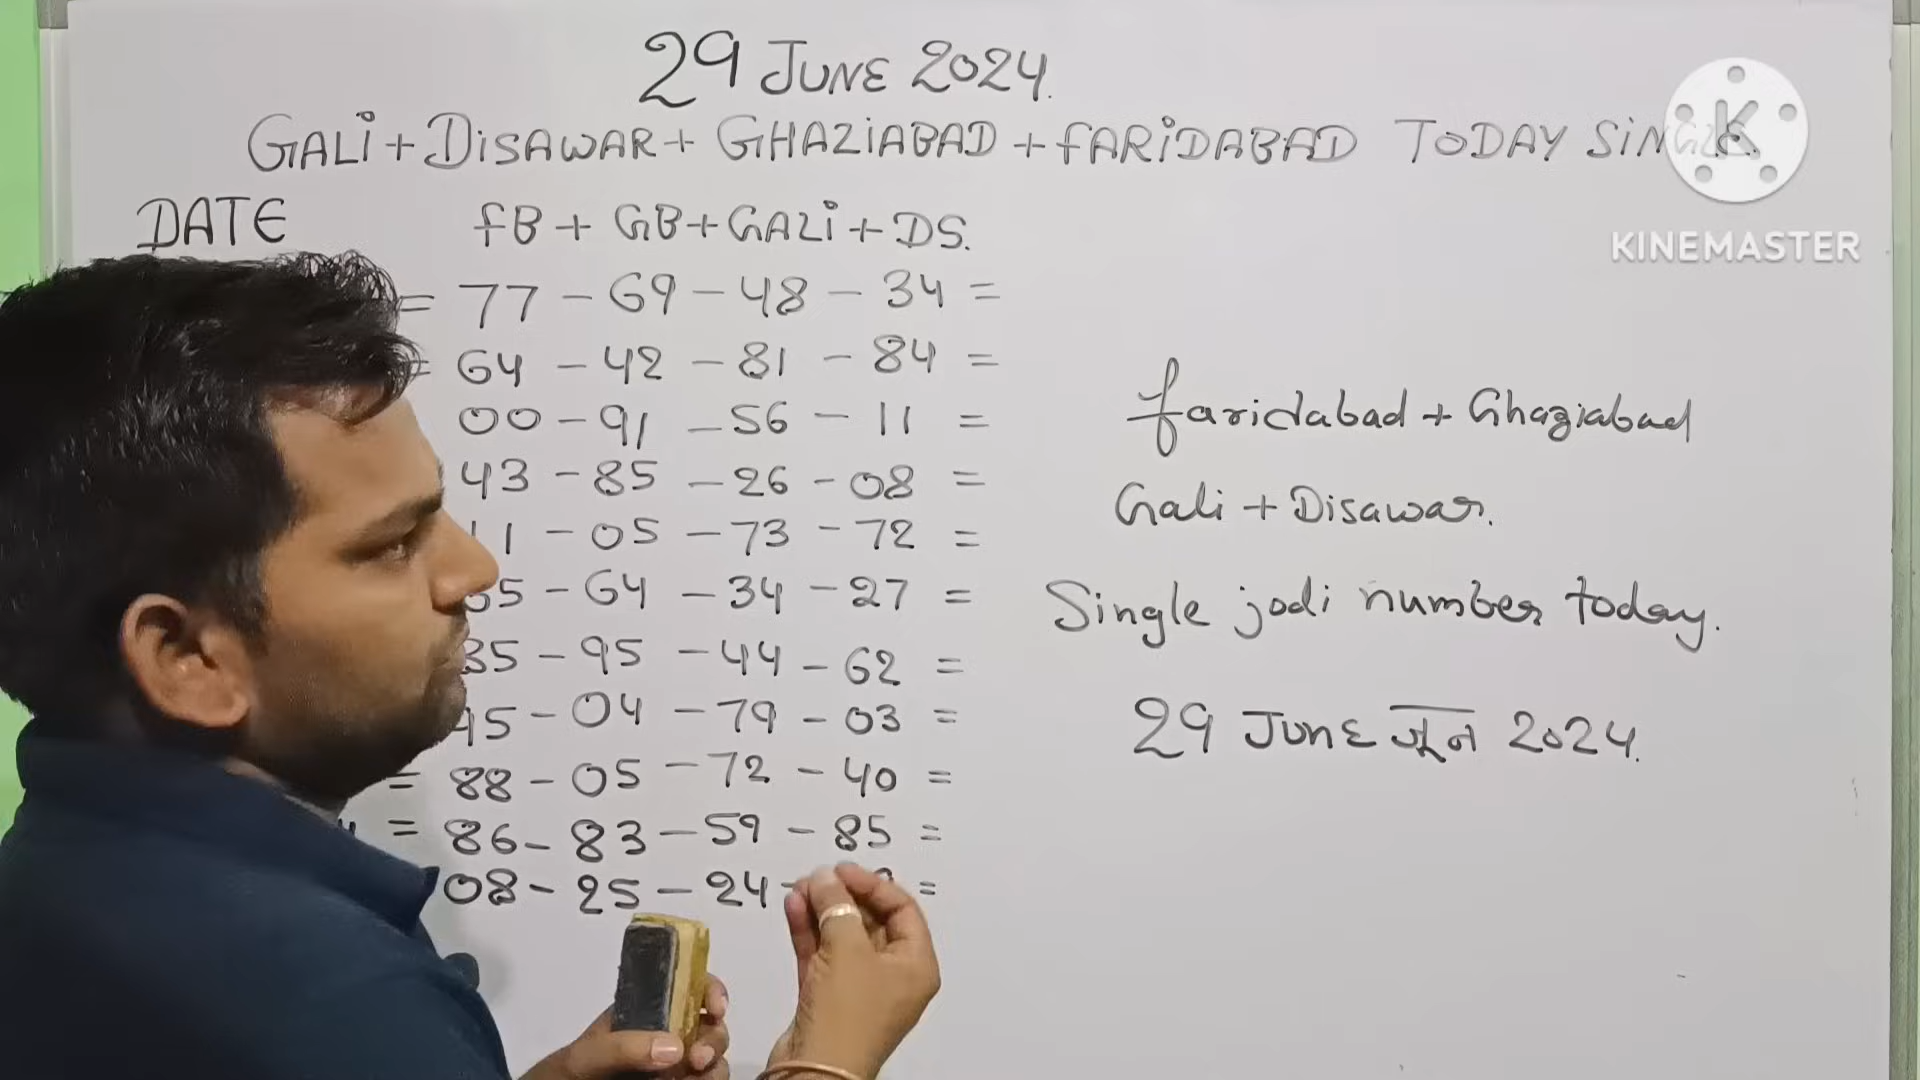 29 JUNE 2024.
GALI+DISAWAR+ GHAZIABAD +FARIDABAD TODAY
KINEMASTER
DATE FB + GB+GALI+DS.
= 77 - 69 - 48 - 34 =
= 64 - 42 - 81 - 84 =
00 - 91 - 56 - 11 =
43 - 85 - 26 - 08 =
11 - 05 - 73 - 72 =
- 64 - 34 - 27 =
35 - 95 - 44 - 62 =
- 04 - 79 - 03 =
= 88 - 05 - 72 - 40 =
= 86 - 83 - 59 - 85 =
08 - 25 - 24 - =
Faridabad + Ghaziabad
Gali + Disawar.
Single jodi number today.
29 JUNE जून 2024.